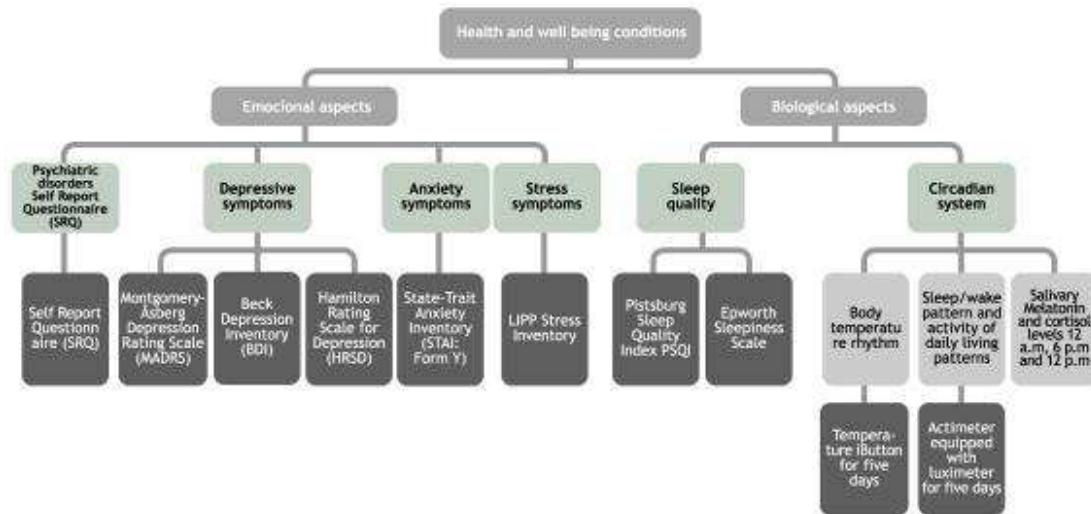 Health and well being conditions
Emocional aspects
Biological aspects
Psychiatric
disorders
Self Report
Questionnaire
(SRQ)
Depressive
symptoms
Anxiety
symptoms
Stress
symptoms
Sleep
quality
Circadian
system
Self Report
Questionn
aire (SRQ)
Montgomery-
Åsberg
Depression
Rating Scale
(MADRS)
Beck
Depression
Inventory
(BDI)
Hamilton
Rating
Scale for
Depression
(HRSD)
State-Trait
Anxiety
Inventory
(STAI:
Form Y)
LIPP Stress
Inventory
Pistsburg
Sleep
Quality
Index PSQI
Epworth
Sleepiness
Scale
Body
temperatu
re rhythm
Sleep/wake
pattern and
activity of
daily living
patterns
Salivary
Melatonin
and cortisol
levels 12
a.m, 6 p.m
and 12 p.m
Tempera-
ture iButton
for five
days
Actimeter
equipped
with
luximeter
for five days